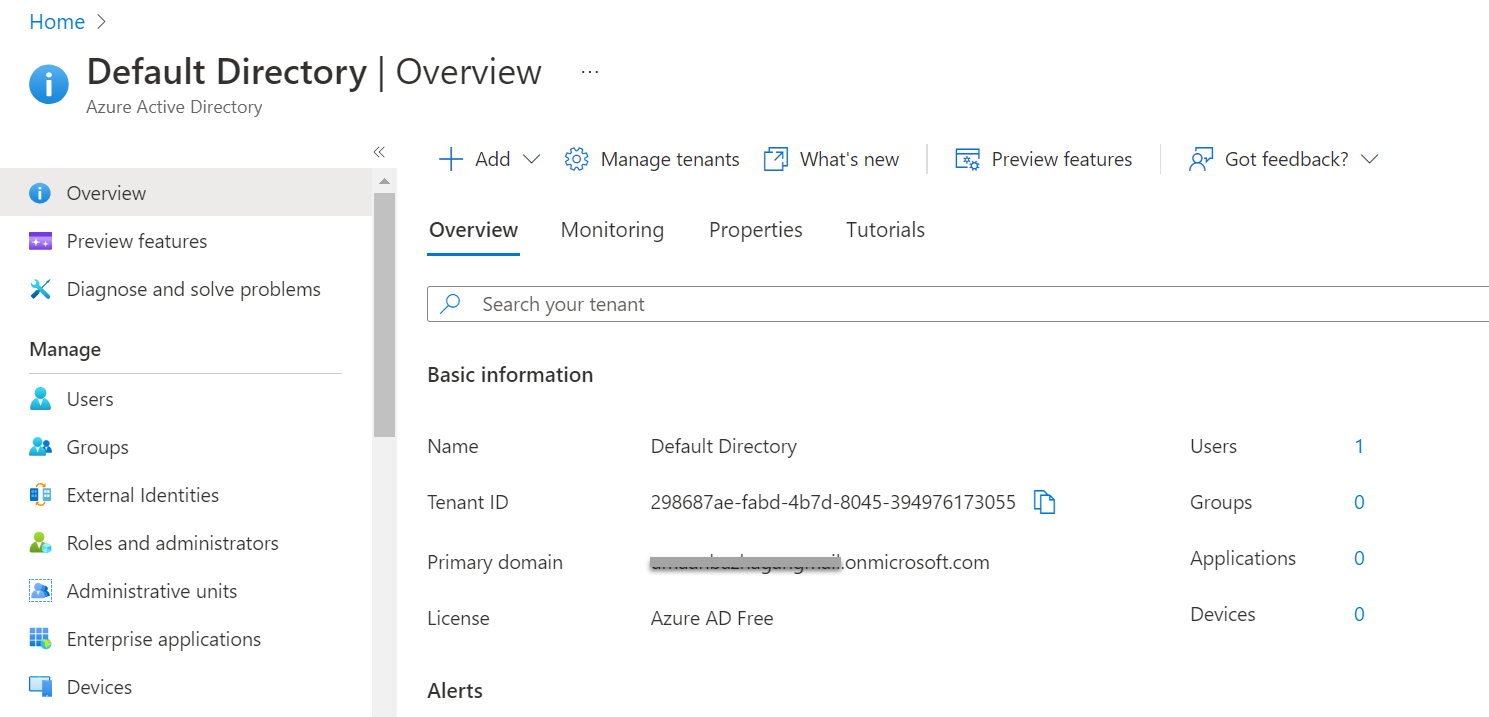 Home
Default Directory | Overview ...
Azure Active Directory
«
Overview
Preview features
Diagnose and solve problems
Manage
Users
Groups
External Identities
Roles and administrators
Administrative units
Enterprise applications
Devices
Add Manage tenants What's new Preview features Got feedback?
Overview Monitoring Properties Tutorials
Search your tenant
Basic information
Name Default Directory Users 1
Tenant ID 298687ae-fabd-4b7d-8045-394976173055 Groups 0
Primary domain .onmicrosoft.com Applications 0
License Azure AD Free Devices 0
Alerts